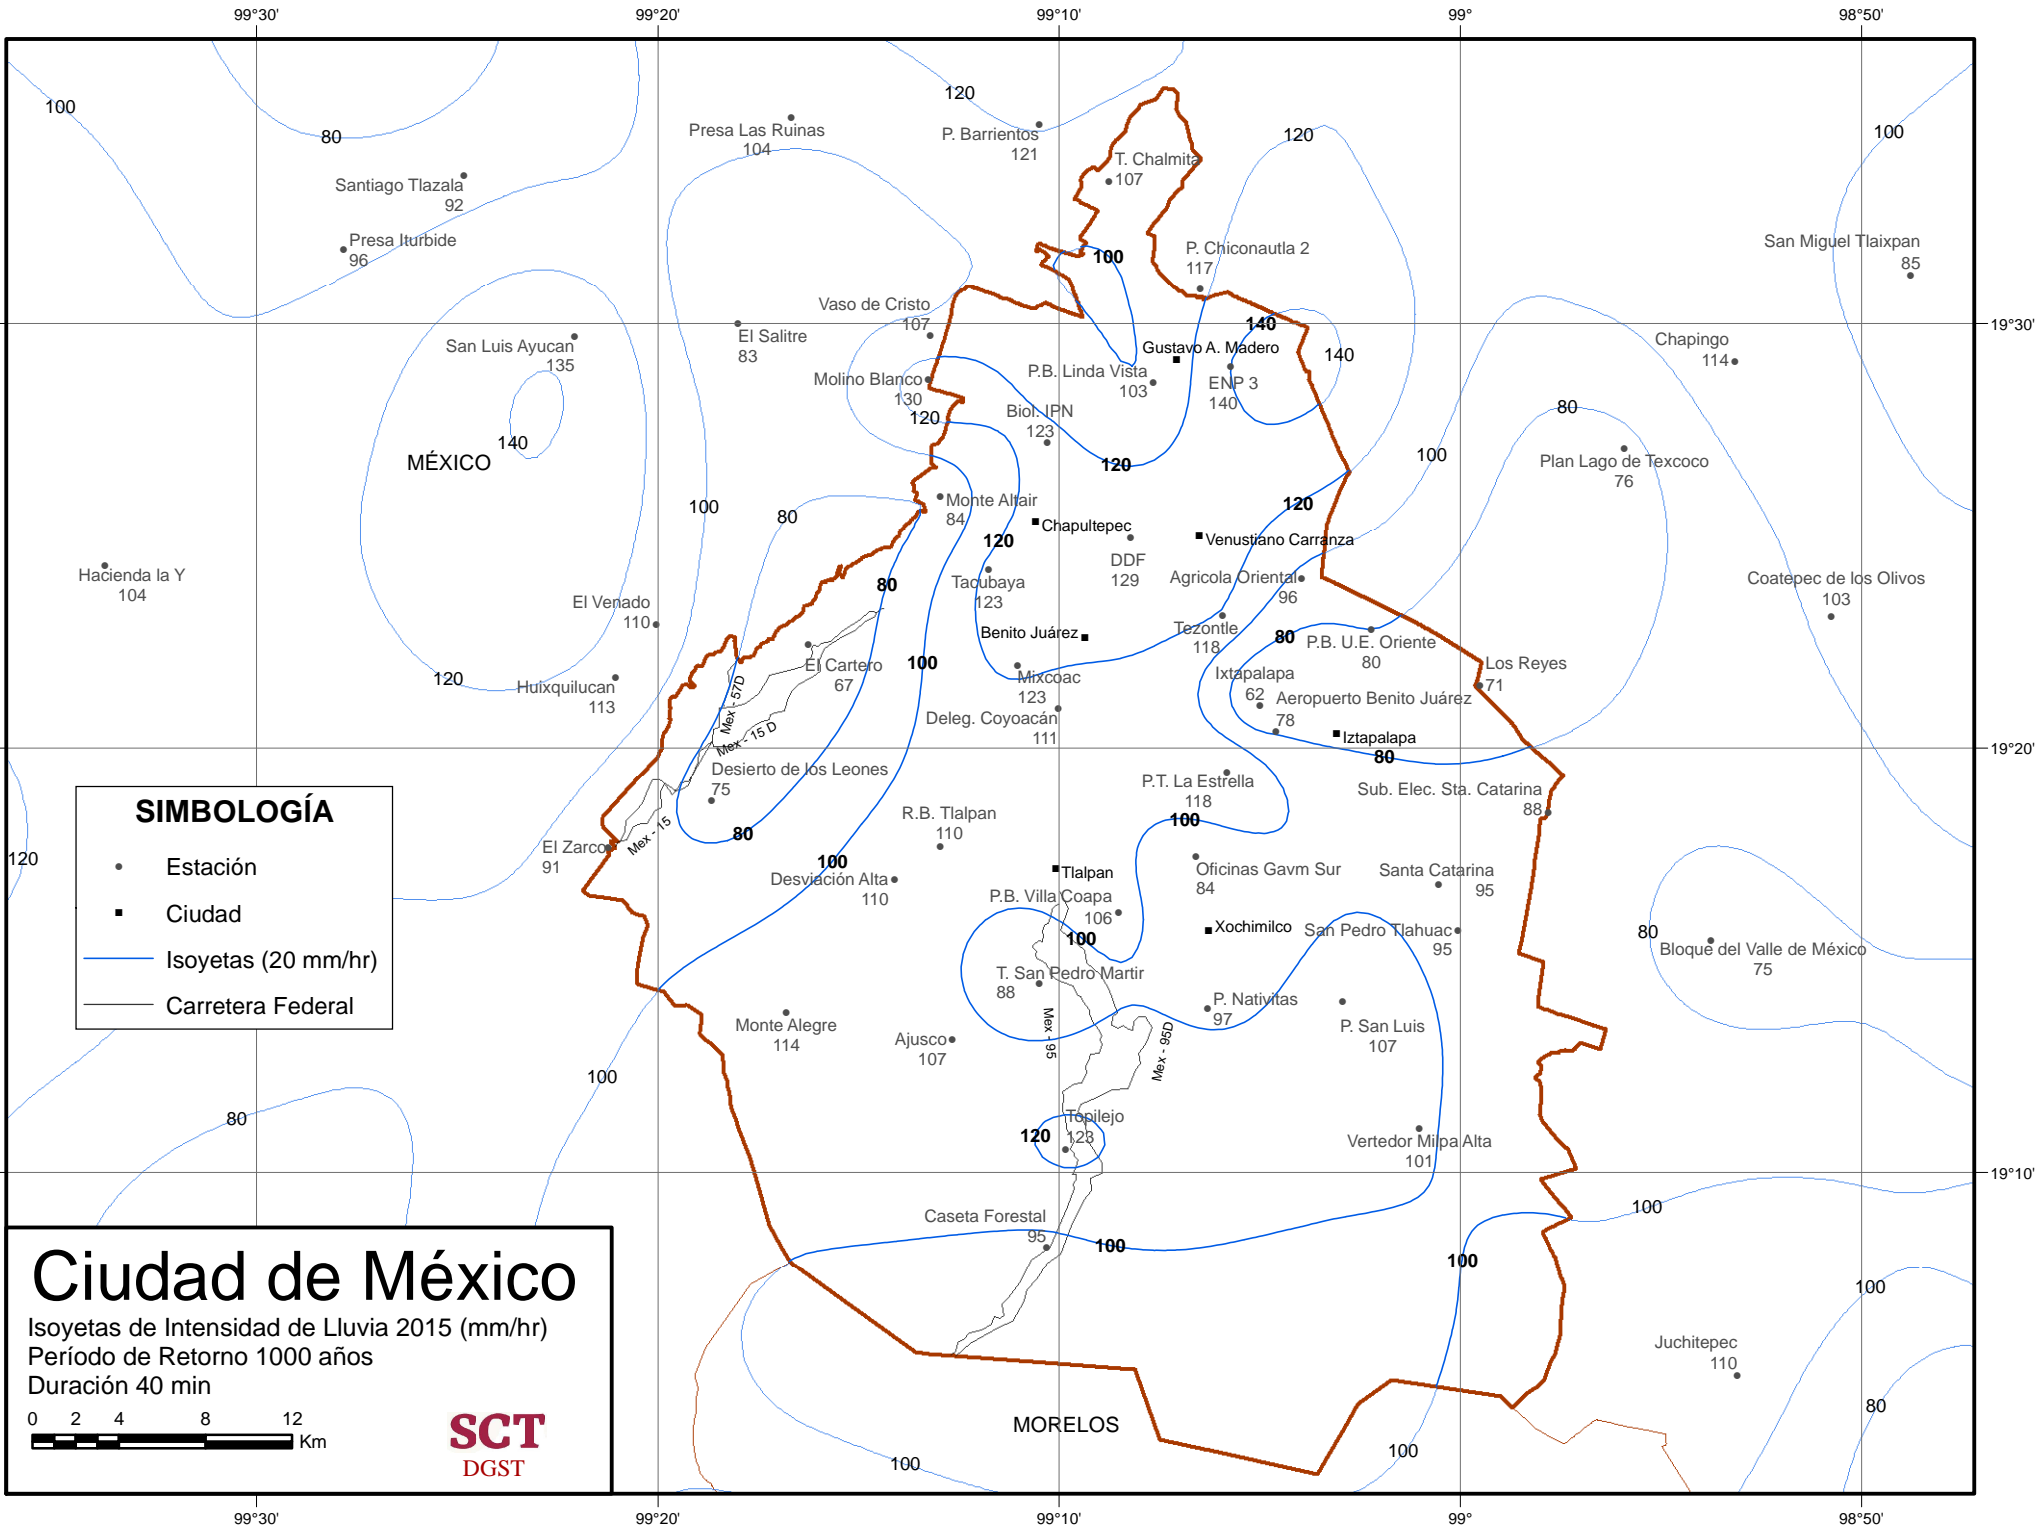 99°30'
99°20'
99°10'
99°
98°50'
100
80
120
120
100
Presa Las Ruinas
104
P. Barrientos
121
T. Chalmita
107
Santiago Tlazala
92
Presa Iturbide
96
100
P. Chiconautla 2
117
San Miguel Tlaixpan
85
Vaso de Cristo
107
140
19°30'
El Salitre
83
San Luis Ayucan
135
Gustavo A. Madero
140
Chapingo
114
P.B. Linda Vista
103
Molino Blanco
130
ENP 3
140
120
Biol. IPN
123
80
140
MÉXICO
120
100
Plan Lago de Texcoco
76
Monte Altair
84
100
80
120
Chapultepec
120
Venustiano Carranza
DDF
129
Hacienda la Y
104
80
Tacubaya
123
Agricola Oriental
96
Coatepec de los Olivos
103
El Venado
110
Benito Juárez
Tezontle
118
80
P.B. U.E. Oriente
80
El Cartero
67
100
Mixcoac
123
Ixtapalapa
62
Los Reyes
71
120
Huixquilucan
113
Mex - 57D
Mex - 15 D
Deleg. Coyoacán
111
Aeropuerto Benito Juárez
78
Iztapalapa
80
19°20'
Desierto de los Leones
75
P.T. La Estrella
118
Sub. Elec. Sta. Catarina
88
SIMBOLOGÍA
Estación
Ciudad
Isoyetas (20 mm/hr)
Carretera Federal
R.B. Tlalpan
110
100
80
Mex - 15
El Zarco
91
120
100
Desviación Alta
110
Tlalpan
Oficinas Gavm Sur
84
Santa Catarina
95
P.B. Villa Coapa
106
100
Xochimilco
San Pedro Tlahuac
95
80
Bloque del Valle de México
75
T. San Pedro Martir
88
P. Nativitas
97
Monte Alegre
114
Ajusco
107
Mex - 95
Mex - 95D
P. San Luis
107
100
80
Topilejo
123
120
Vertedor Milpa Alta
101
19°10'
Caseta Forestal
95
100
100
100
100
Ciudad de México
Isoyetas de Intensidad de Lluvia 2015 (mm/hr)
Período de Retorno 1000 años
Duración 40 min
0 2 4 8 12
Km
SCT
DGST
Juchitepec
110
80
MORELOS
100
100
99°30'
99°20'
99°10'
99°
98°50'